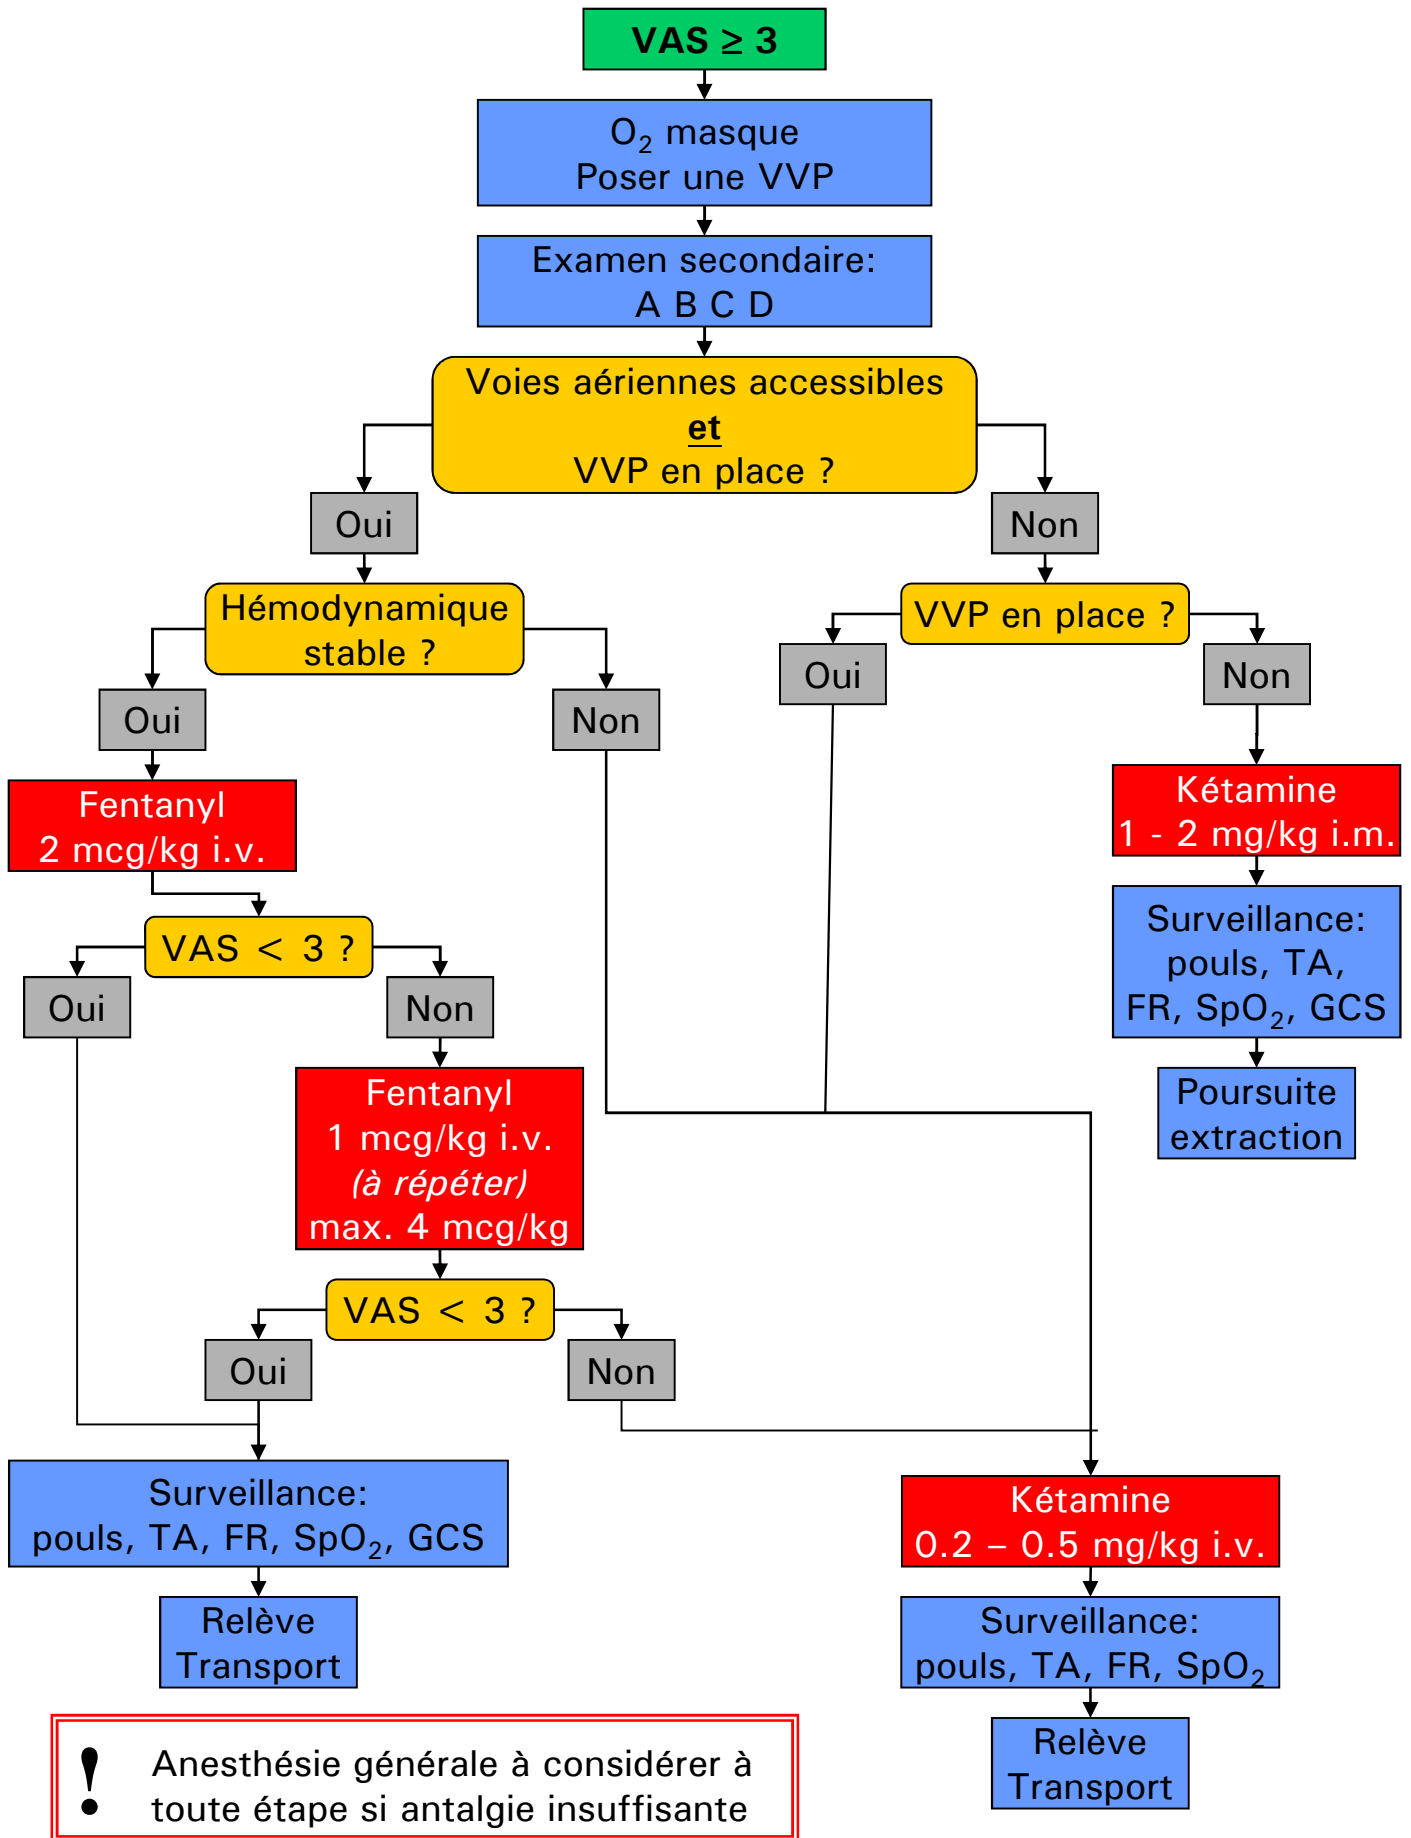 VAS ≥ 3
O₂ masque
Poser une VVP
Examen secondaire:
A B C D
Voies aériennes accessibles
et
VVP en place ?
Oui
Non
Hémodynamique
stable ?
VVP en place ?
Oui
Non
Oui
Non
Fentanyl
2 mcg/kg i.v.
Kétamine
1 - 2 mg/kg i.m.
VAS < 3 ?
Surveillance:
pouls, TA,
FR, SpO₂, GCS
Oui
Non
Fentanyl
1 mcg/kg i.v.
(à répéter)
max. 4 mcg/kg
Poursuite
extraction
VAS < 3 ?
Oui
Non
Surveillance:
pouls, TA, FR, SpO₂, GCS
Kétamine
0.2 – 0.5 mg/kg i.v.
Relève
Transport
Surveillance:
pouls, TA, FR, SpO₂
Relève
Transport
! Anesthésie générale à considérer à
toute étape si antalgie insuffisante